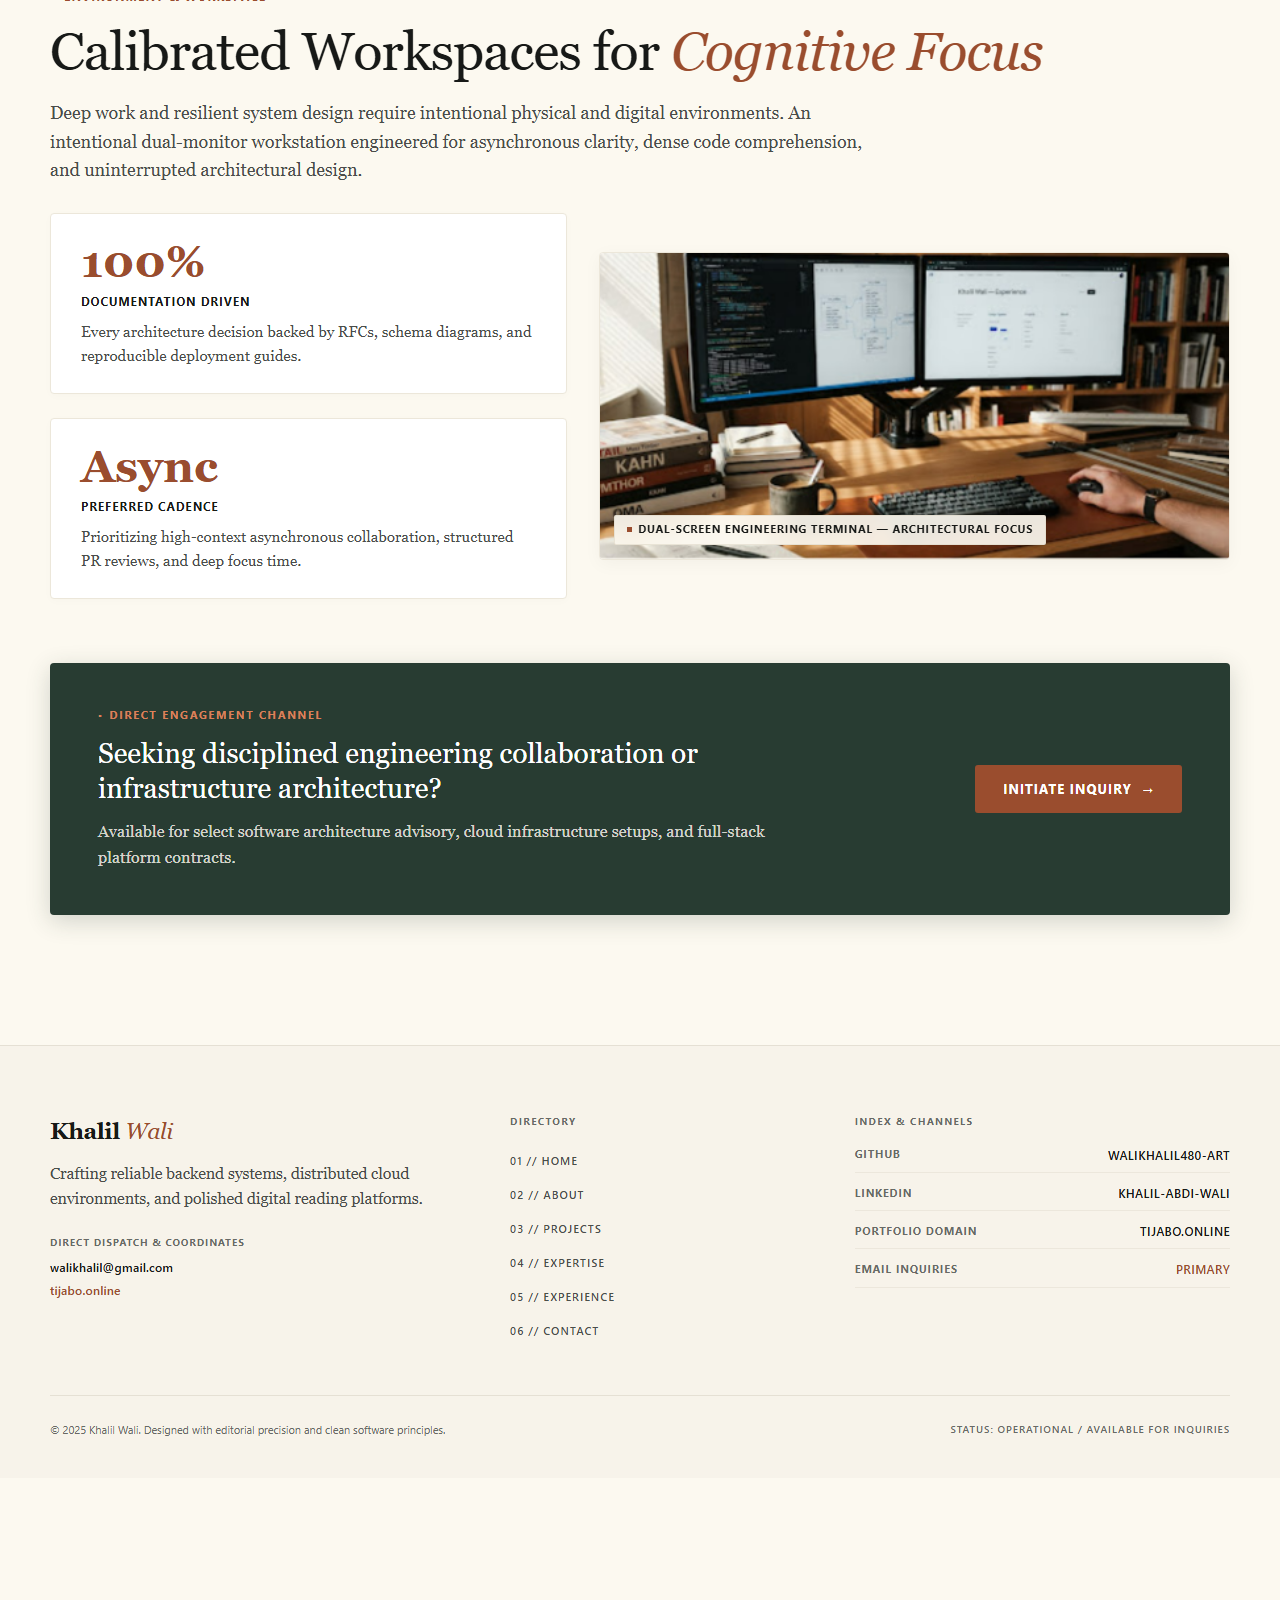 Calibrated Workspaces for Cognitive Focus
Deep work and resilient system design require intentional physical and digital environments. An
intentional dual-monitor workstation engineered for asynchronous clarity, dense code comprehension,
and uninterrupted architectural design.
100%
DOCUMENTATION DRIVEN
Every architecture decision backed by RFCs, schema diagrams, and
reproducible deployment guides.
Async
PREFERRED CADENCE
Prioritizing high-context asynchronous collaboration, structured
PR reviews, and deep focus time.
Khalil Wali — Experience
KAHN
OMA
DUAL-SCREEN ENGINEERING TERMINAL — ARCHITECTURAL FOCUS
DIRECT ENGAGEMENT CHANNEL
Seeking disciplined engineering collaboration or
infrastructure architecture?
Available for select software architecture advisory, cloud infrastructure setups, and full-stack
platform contracts.
INITIATE INQUIRY →
Khalil Wali
Crafting reliable backend systems, distributed cloud
environments, and polished digital reading platforms.
DIRECT DISPATCH & COORDINATES
walikhalil@gmail.com
tijabo.online
DIRECTORY
01 // HOME
02 // ABOUT
03 // PROJECTS
04 // EXPERTISE
05 // EXPERIENCE
06 // CONTACT
INDEX & CHANNELS
GITHUB WALIKHALIL480-ART
LINKEDIN KHALIL-ABDI-WALI
PORTFOLIO DOMAIN TIJABO.ONLINE
EMAIL INQUIRIES PRIMARY
© 2025 Khalil Wali. Designed with editorial precision and clean software principles.
STATUS: OPERATIONAL / AVAILABLE FOR INQUIRIES